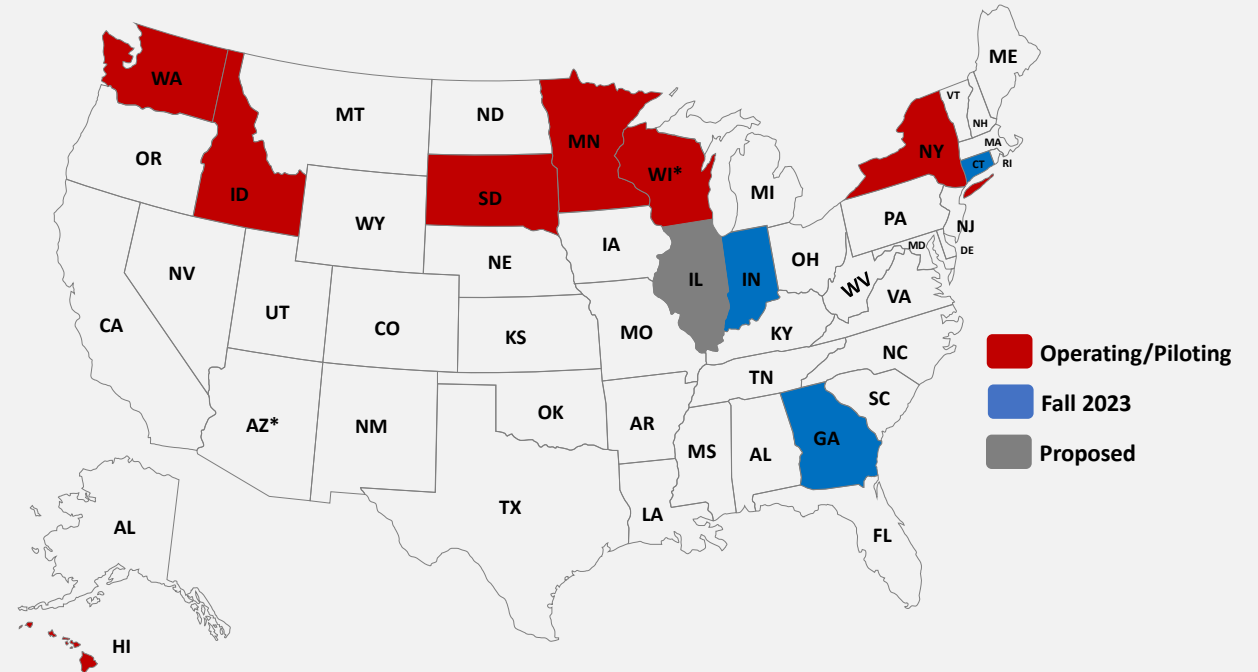 WA
MT
ND
MN
ME
VT
NH
MA
CT
RI
NY
OR
ID
SD
WI*
MI
WY
PA
NJ
MD
DE
IA
NE
NV
UT
CO
IL
IN
OH
WV
VA
CA
KS
MO
KY
NC
TN
SC
AZ*
NM
OK
AR
MS
AL
GA
TX
LA
FL
AL
HI
Operating/Piloting
Fall 2023
Proposed